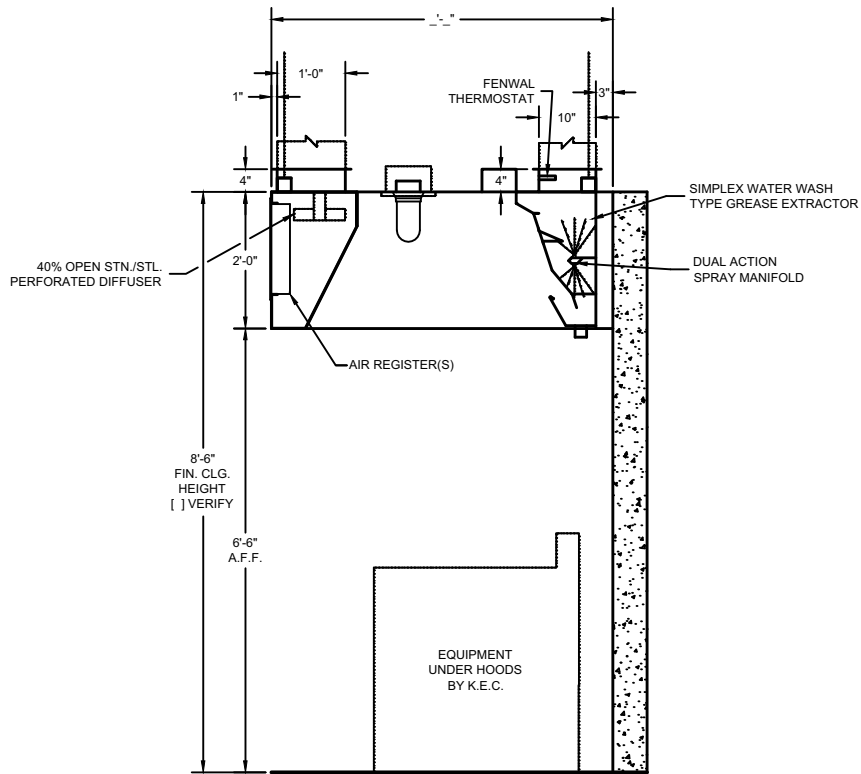 _'-_"
1'-0"
1"
FENWAL
THERMOSTAT
3"
10"
4"
4"
SIMPLEX WATER WASH
TYPE GREASE EXTRACTOR
40% OPEN STN./STL.
PERFORATED DIFFUSER
2'-0"
DUAL ACTION
SPRAY MANIFOLD
AIR REGISTER(S)
8'-6"
FIN. CLG.
HEIGHT
[ ] VERIFY
6'-6"
A.F.F.
EQUIPMENT
UNDER HOODS
BY K.E.C.